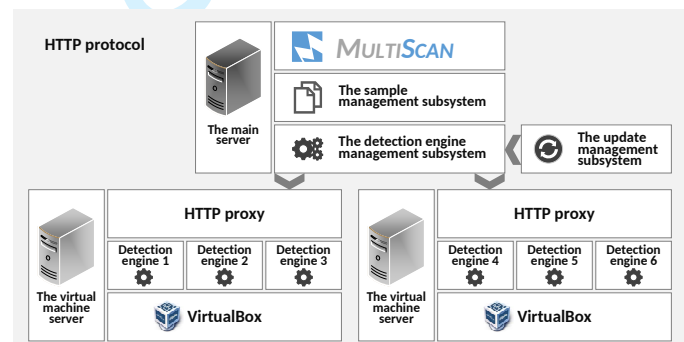 HTTP protocol
MULTISCAN
The sample
management subsystem
The main
server
The detection engine
management subsystem
The update
management
subsystem
HTTP proxy
Detection
engine 1
Detection
engine 2
Detection
engine 3
The virtual
machine
server
VirtualBox
HTTP proxy
Detection
engine 4
Detection
engine 5
Detection
engine 6
The virtual
machine
server
VirtualBox